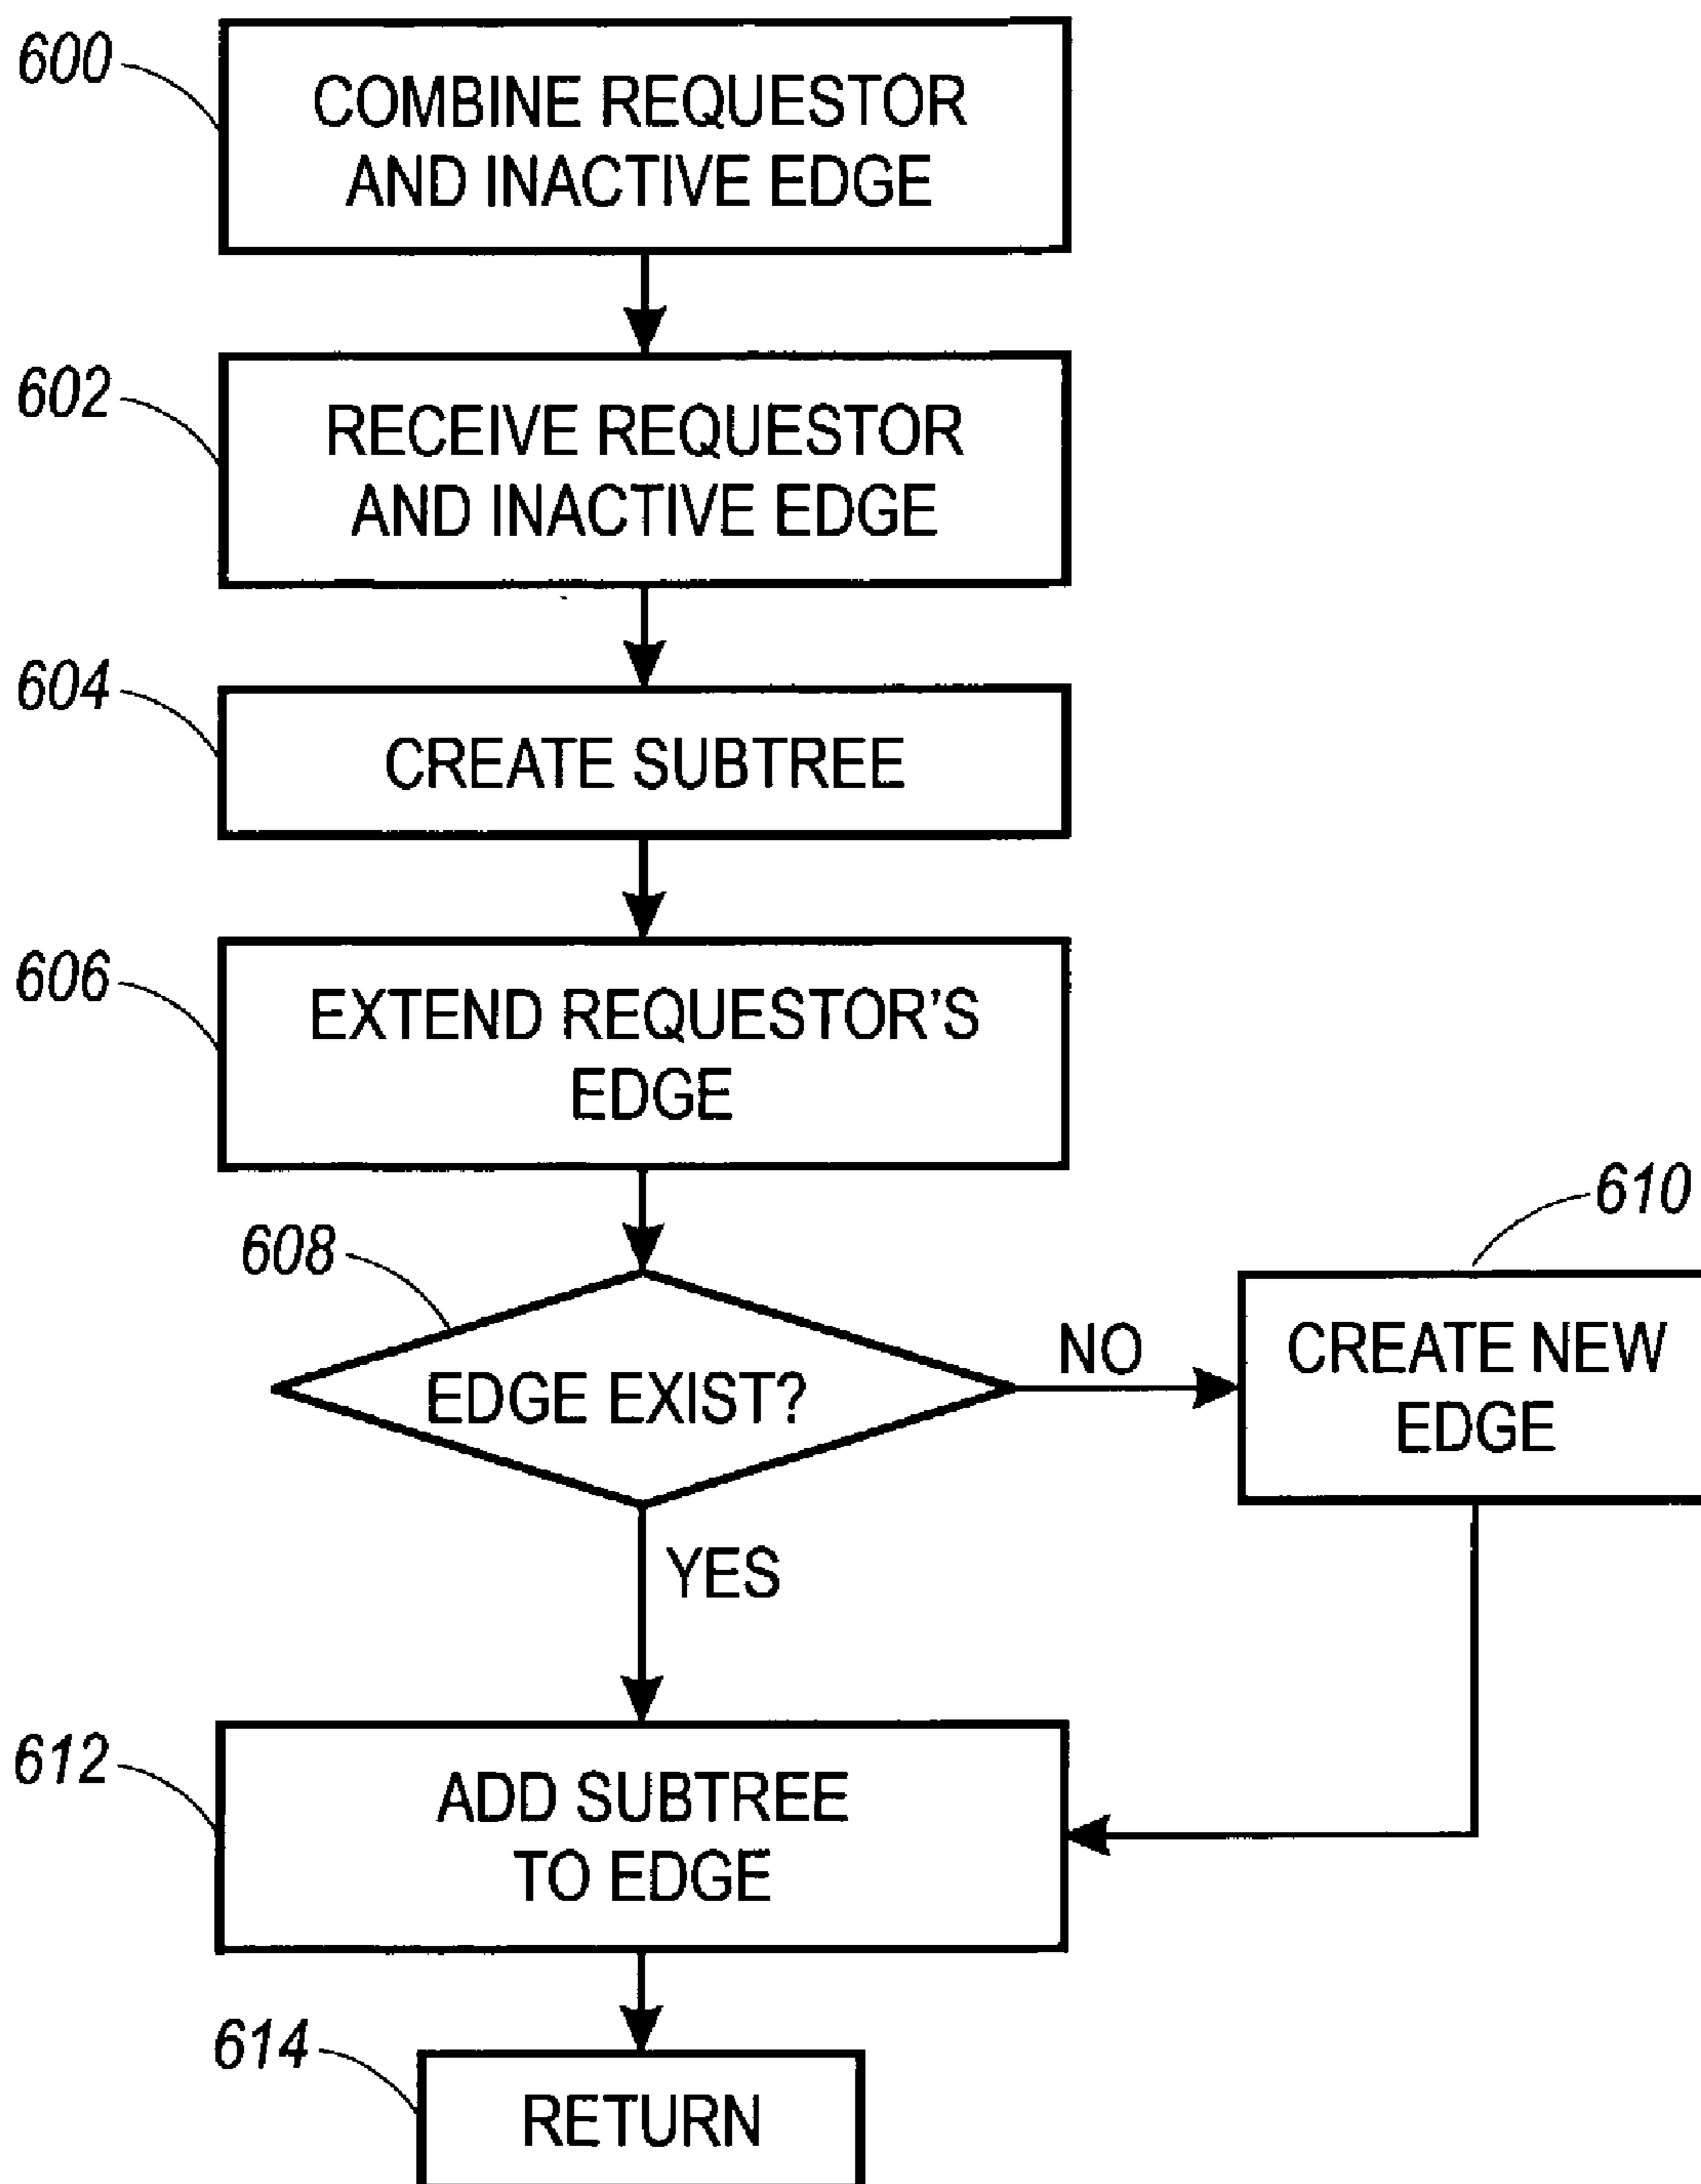 600
COMBINE REQUESTOR
AND INACTIVE EDGE
602
RECEIVE REQUESTOR
AND INACTIVE EDGE
604
CREATE SUBTREE
606
EXTEND REQUESTOR'S
EDGE
608
EDGE EXIST?
NO
610
CREATE NEW
EDGE
YES
612
ADD SUBTREE
TO EDGE
614
RETURN